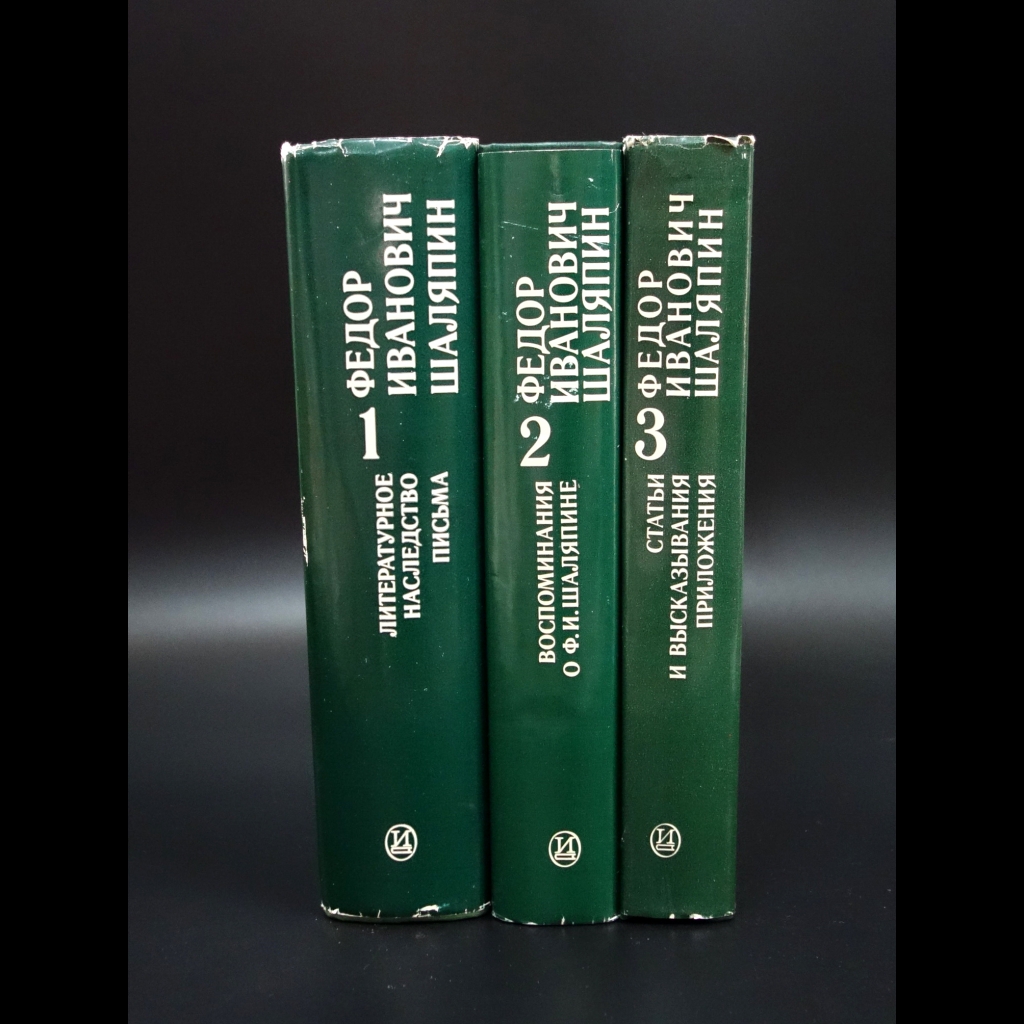 ФЕДОР
ИВАНОВИЧ
ШАЛЯПИН
1
ЛИТЕРАТУРНОЕ
НАСЛЕДСТВО
ПИСЬМА
И
ФЕДОР
ИВАНОВИЧ
ШАЛЯПИН
2
ВОСПОМИНАНИЯ
О Ф. И. ШАЛЯПИНЕ
И
ФЕДОР
ИВАНОВИЧ
ШАЛЯПИН
3
СТАТЬИ
И ВЫСКАЗЫВАНИЯ
ПРИЛОЖЕНИЯ
И